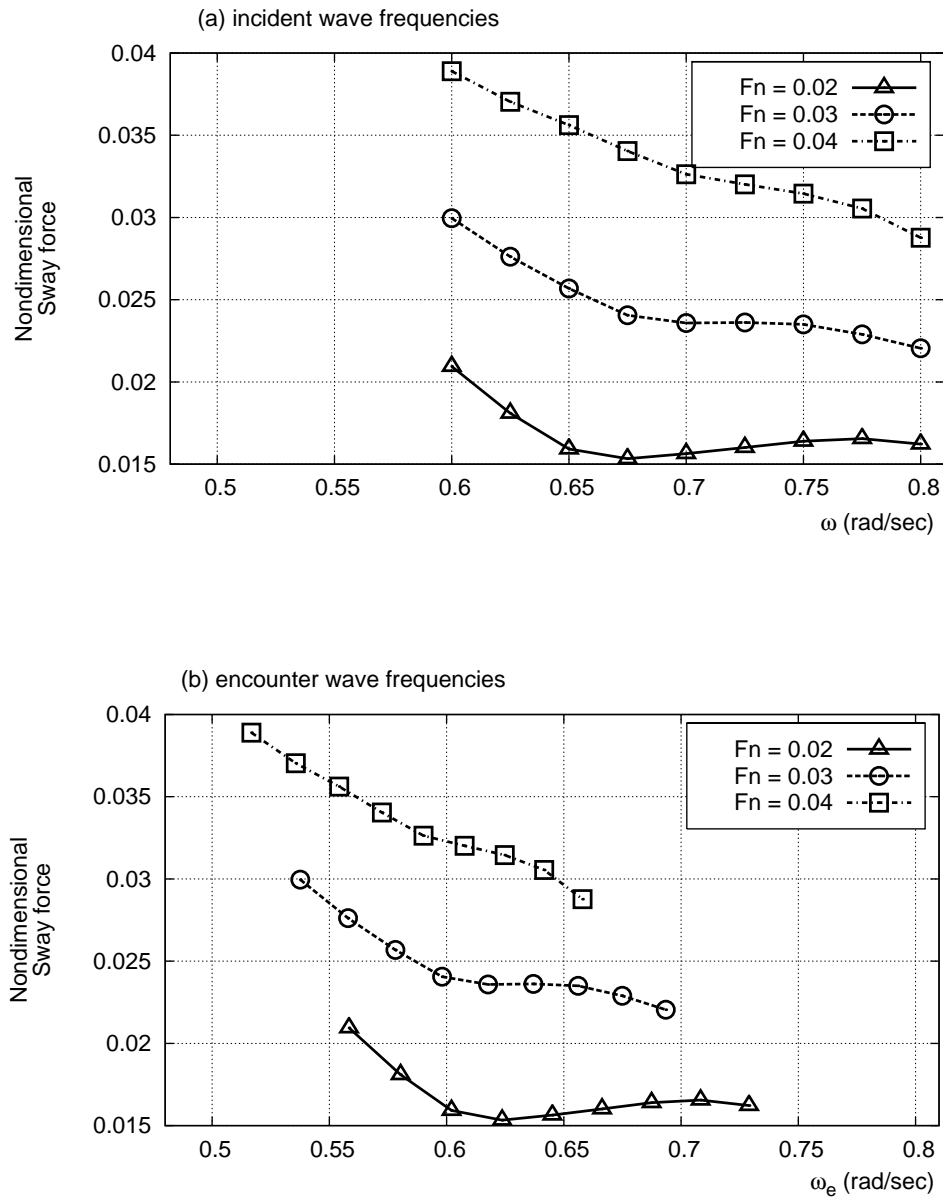 (a) incident wave frequencies
0.04
0.035
0.03
0.025
0.02
0.015
Nondimensional
Sway force
Fn = 0.02
Fn = 0.03
Fn = 0.04
0.5 0.55 0.6 0.65 0.7 0.75 0.8
ω (rad/sec)
(b) encounter wave frequencies
0.04
0.035
0.03
0.025
0.02
0.015
Nondimensional
Sway force
Fn = 0.02
Fn = 0.03
Fn = 0.04
0.5 0.55 0.6 0.65 0.7 0.75 0.8
ωe (rad/sec)